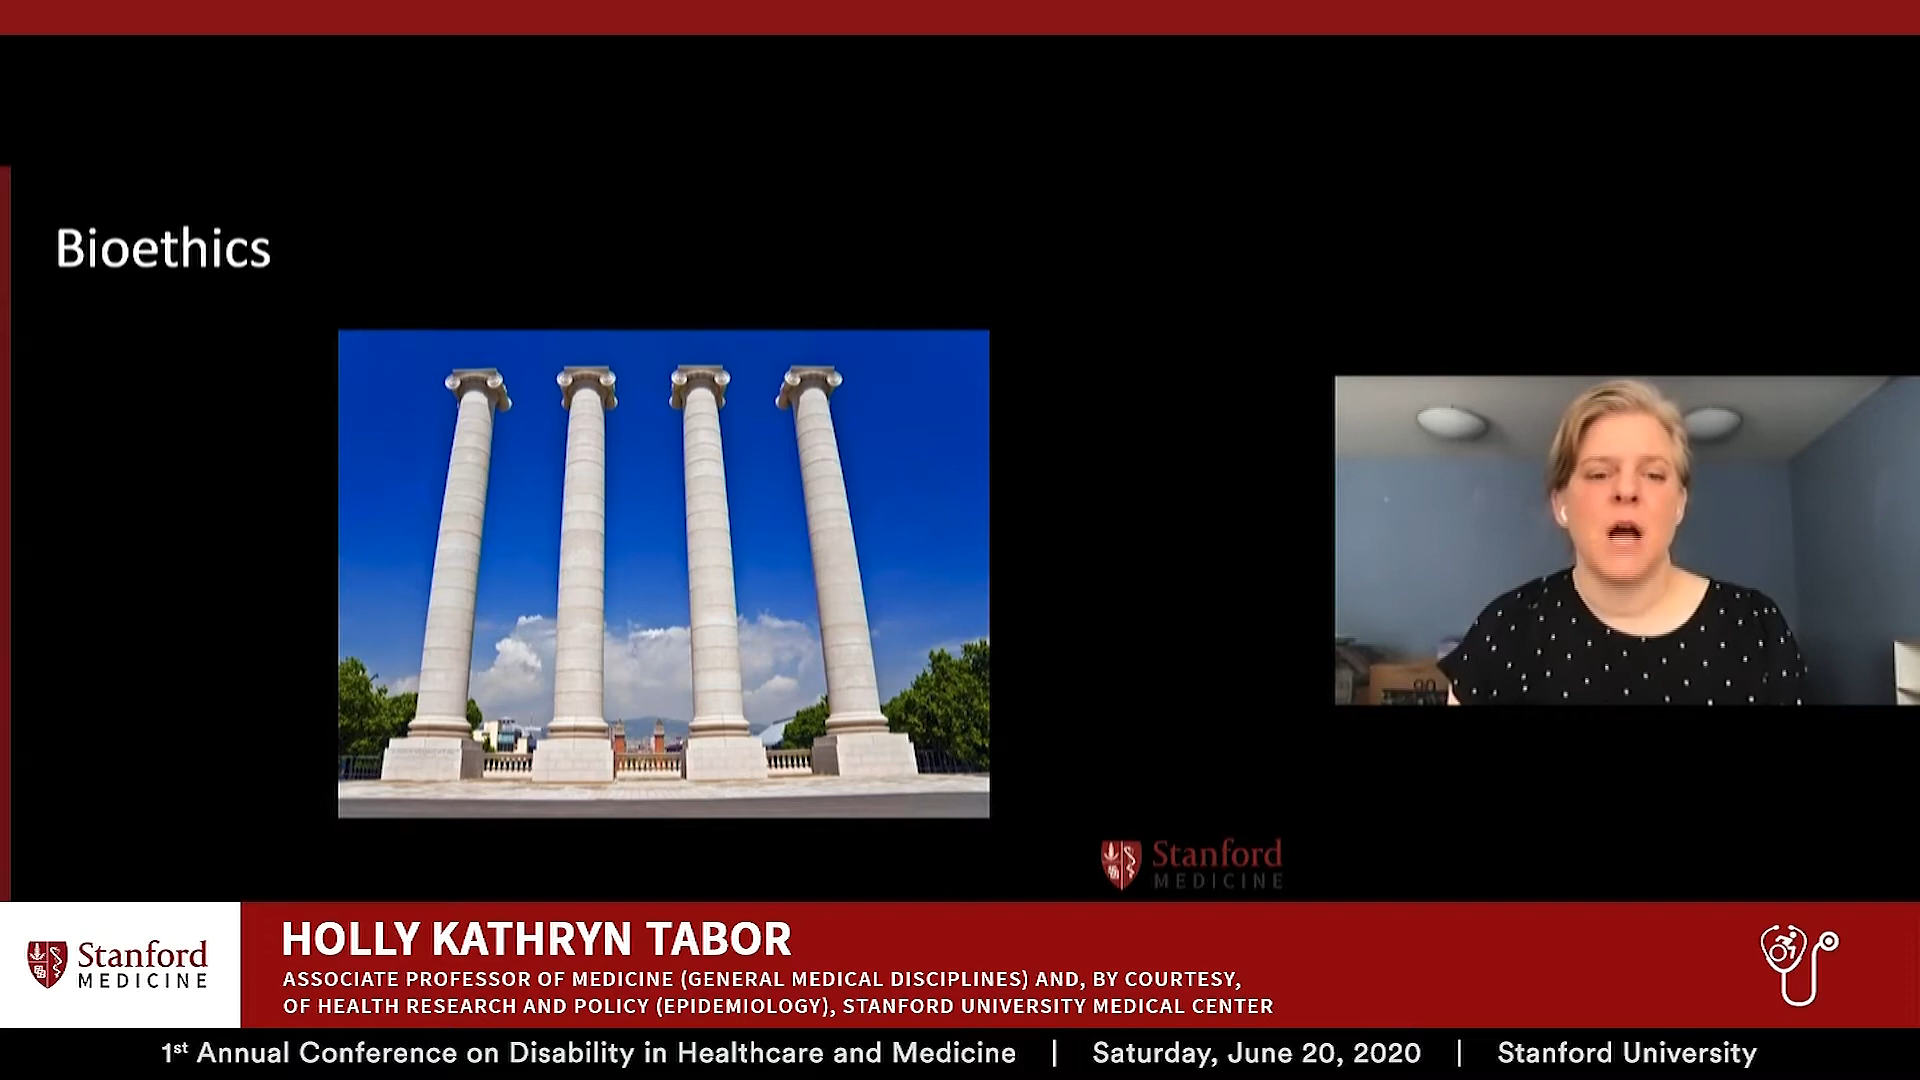 Bioethics
Stanford
MEDICINE
Stanford
MEDICINE
HOLLY KATHRYN TABOR
ASSOCIATE PROFESSOR OF MEDICINE (GENERAL MEDICAL DISCIPLINES) AND, BY COURTESY,
OF HEALTH RESEARCH AND POLICY (EPIDEMIOLOGY), STANFORD UNIVERSITY MEDICAL CENTER
1st Annual Conference on Disability in Healthcare and Medicine | Saturday, June 20, 2020 | Stanford University